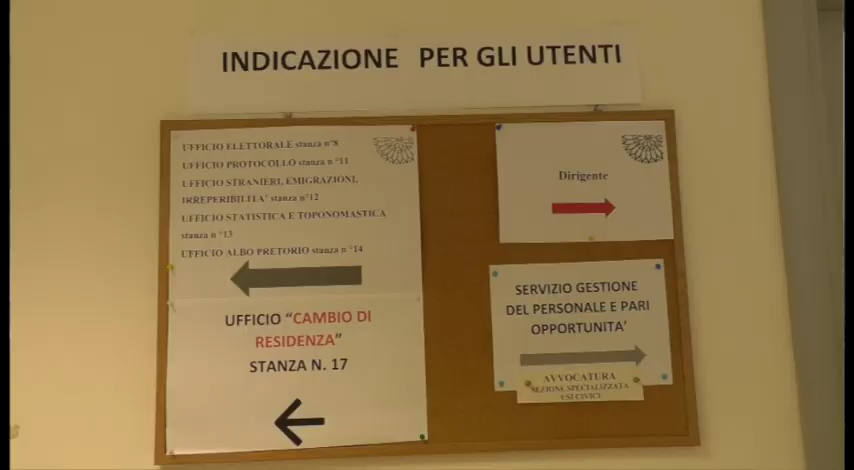 INDICAZIONE PER GLI UTENTI
UFFICIO ELETTORALE stanza n°8
UFFICIO PROTOCOLLO stanza n °11
UFFICIO STRANIERI, EMIGRAZIONI,
IRREPERIBILITA' stanza n°12
UFFICIO STATISTICA E TOPONOMASTICA
stanza n °13
UFFICIO ALBO PRETORIO stanza n °14
UFFICIO "CAMBIO DI
RESIDENZA"
STANZA N. 17
Dirigente
SERVIZIO GESTIONE
DEL PERSONALE E PARI
OPPORTUNITA'
AVVOCATURA
SEZIONE SPECIALIZZATA
USI CIVICI